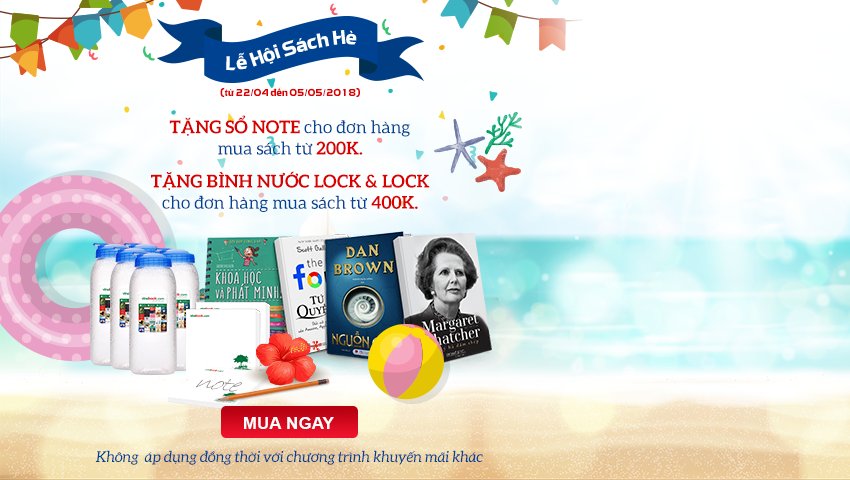 Lễ Hội Sách Hè
(từ 22/04 đến 05/05/2018)
TẶNG SỔ NOTE cho đơn hàng
mua sách từ 200K.
TẶNG BÌNH NƯỚC LOCK & LOCK
cho đơn hàng mua sách từ 400K.
KHOA HỌC
VÀ PHÁT MINH
Scott
the
TỨ
QUYỀN
DAN
BROWN
NGUỒN
Margaret
Thatcher
note
MUA NGAY
Không áp dụng đồng thời với chương trình khuyến mãi khác